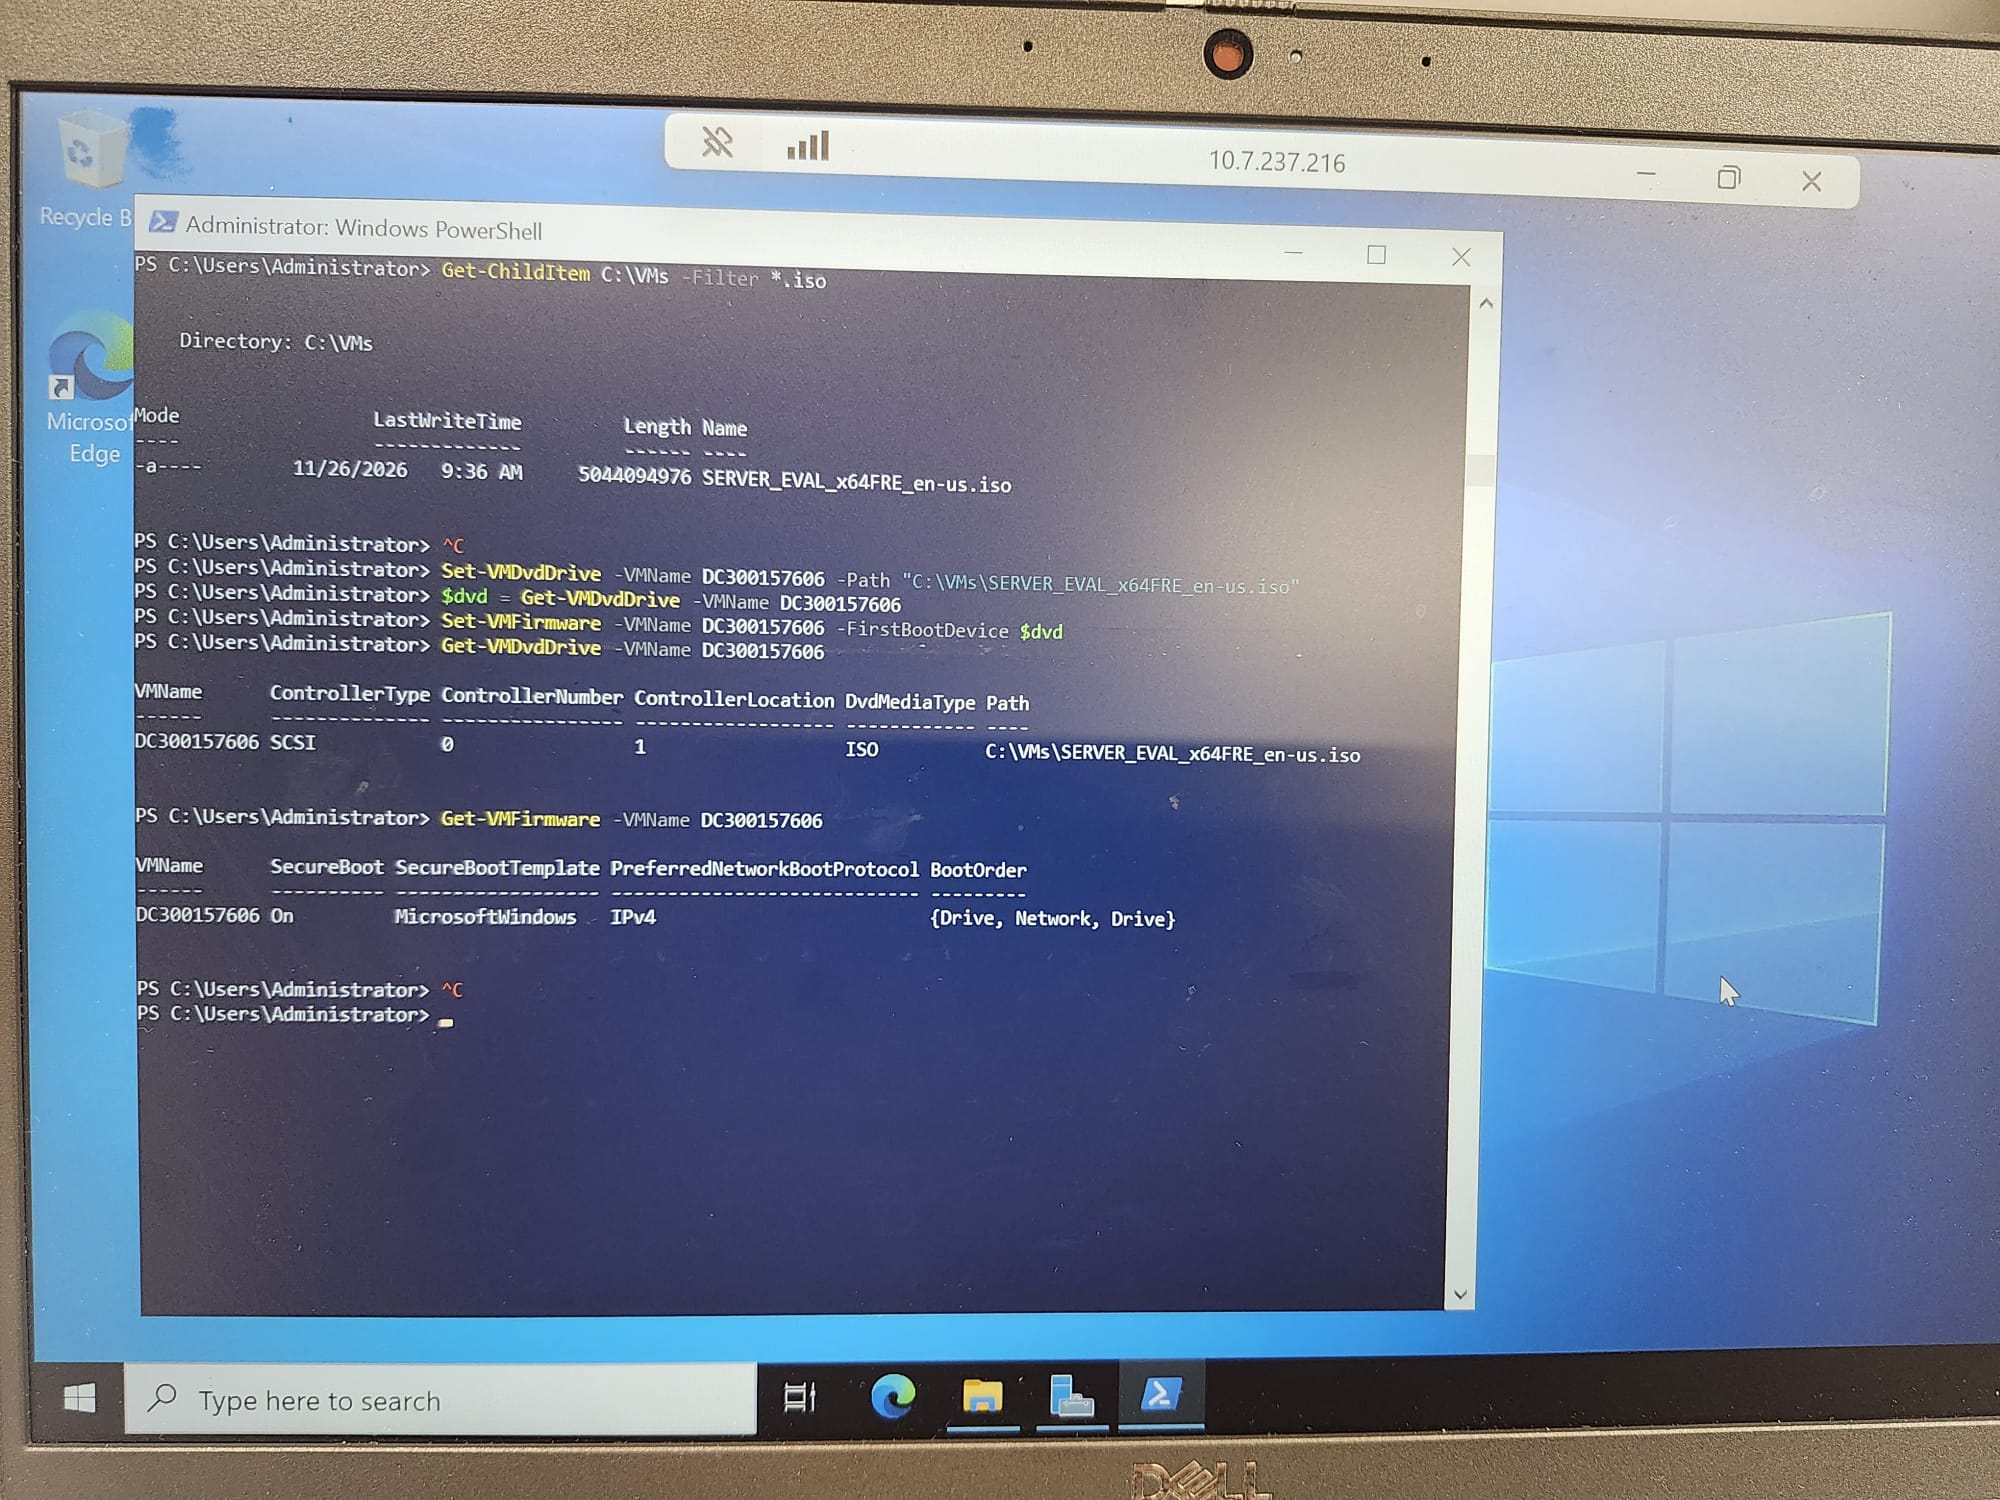 10.7.237.216
Recycle B
Administrator: Windows PowerShell
PS C:\Users\Administrator> Get-ChildItem C:\VMs -Filter *.iso
Directory: C:\VMs
Microsof
Edge
Mode LastWriteTime Length Name
---- ------------- ------ ----
-a---- 11/26/2026 9:36 AM 5044094976 SERVER_EVAL_x64FRE_en-us.iso
PS C:\Users\Administrator> ^C
PS C:\Users\Administrator> Set-VMDvdDrive -VMName DC300157606 -Path "C:\VMs\SERVER_EVAL_x64FRE_en-us.iso"
PS C:\Users\Administrator> $dvd = Get-VMDvdDrive -VMName DC300157606
PS C:\Users\Administrator> Set-VMFirmware -VMName DC300157606 -FirstBootDevice $dvd
PS C:\Users\Administrator> Get-VMDvdDrive -VMName DC300157606
VMName ControllerType ControllerNumber ControllerLocation DvdMediaType Path
------ -------------- ---------------- ------------------ ------------ ----
DC300157606 SCSI 0 1 ISO C:\VMs\SERVER_EVAL_x64FRE_en-us.iso
PS C:\Users\Administrator> Get-VMFirmware -VMName DC300157606
VMName SecureBoot SecureBootTemplate PreferredNetworkBootProtocol BootOrder
------ ---------- ------------------ ---------------------------- ---------
DC300157606 On MicrosoftWindows IPv4 {Drive, Network, Drive}
PS C:\Users\Administrator> ^C
PS C:\Users\Administrator>
Type here to search
DELL